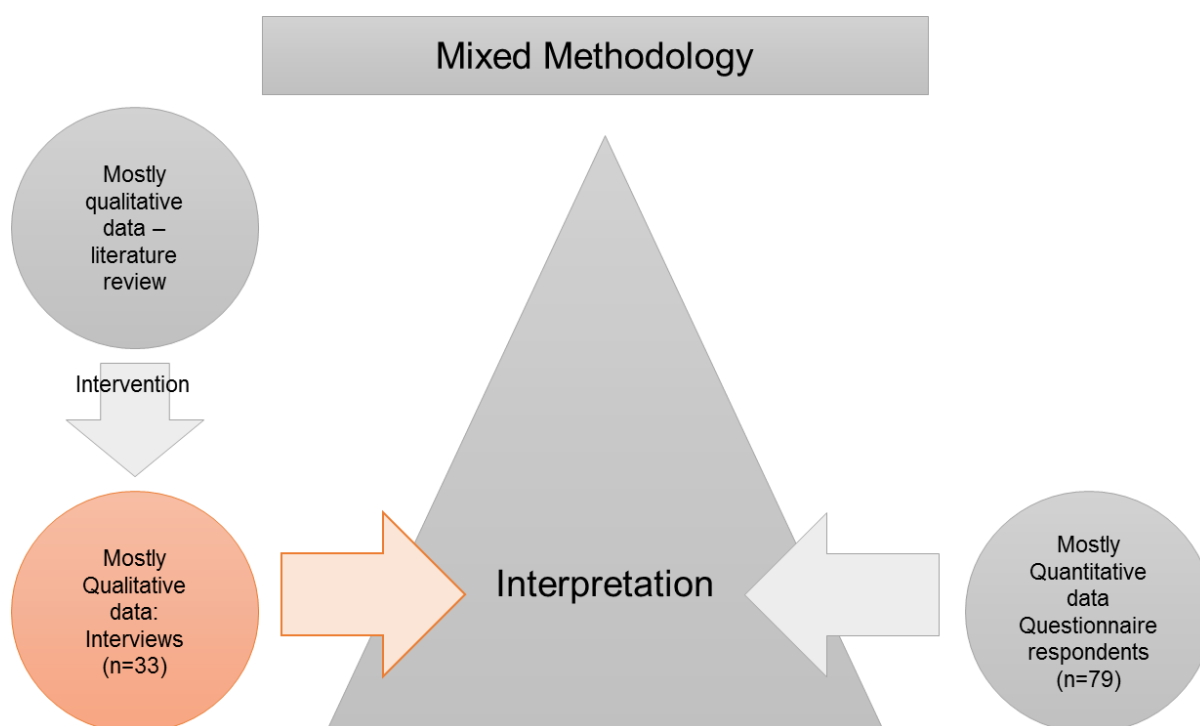 Mixed Methodology
Mostly
qualitative
data –
literature
review
Intervention
Mostly
Qualitative
data:
Interviews
(n=33)
Interpretation
Mostly
Quantitative
data
Questionnaire
respondents
(n=79)